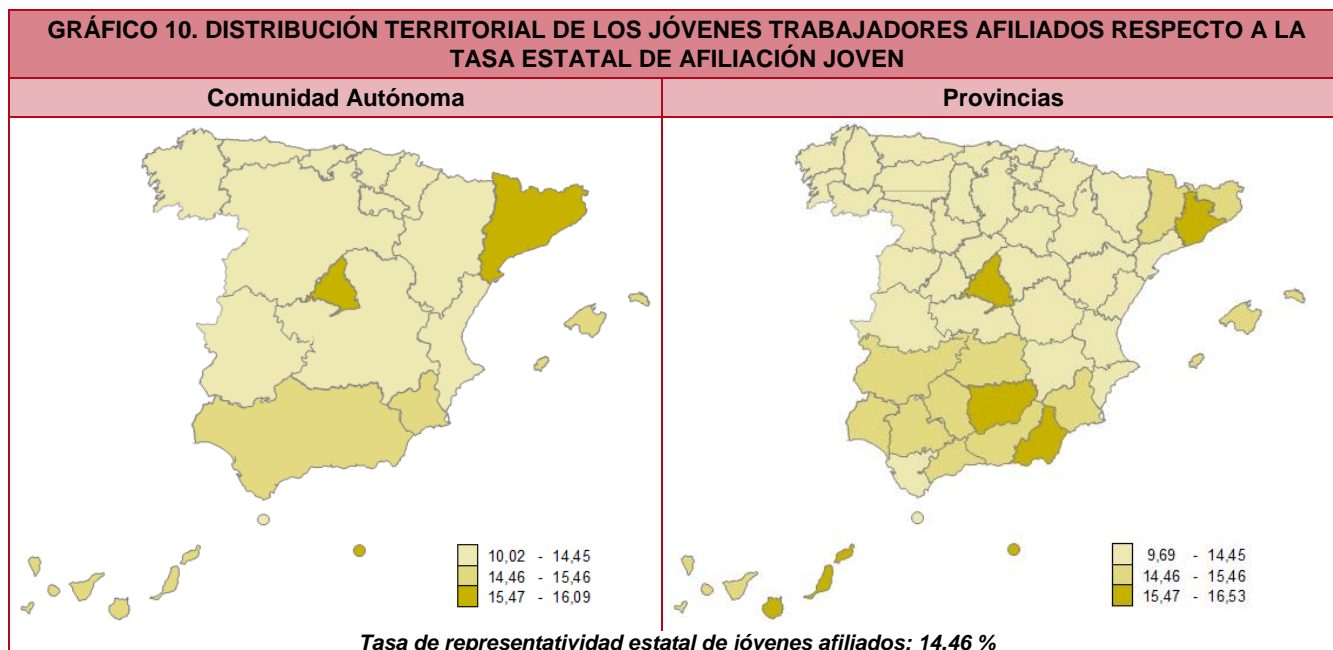 GRÁFICO 10. DISTRIBUCIÓN TERRITORIAL DE LOS JÓVENES TRABAJADORES AFILIADOS RESPECTO A LA
TASA ESTATAL DE AFILIACIÓN JOVEN
Comunidad Autónoma
10,02 - 14,45
14,46 - 15,46
15,47 - 16,09
Provincias
9,69 - 14,45
14,46 - 15,46
15,47 - 16,53
Tasa de representatividad estatal de jóvenes afiliados: 14,46 %